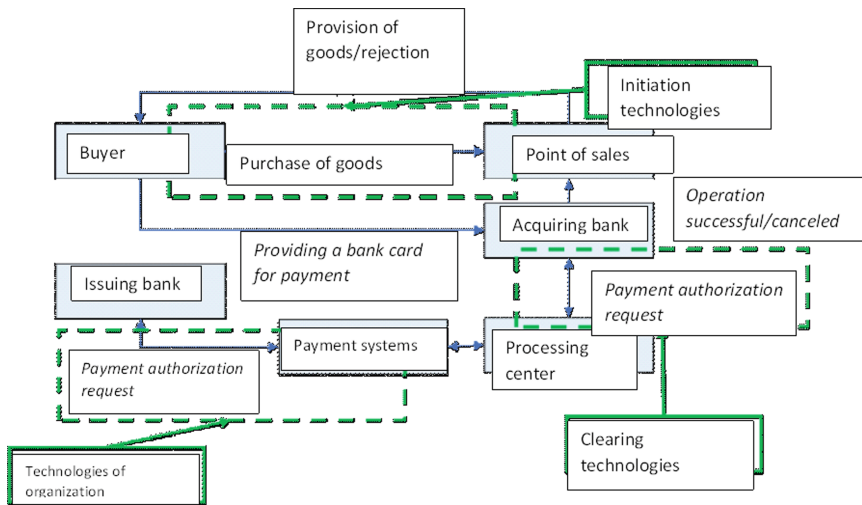 Provision of
goods/rejection
Initiation
technologies
Buyer
Purchase of goods
Point of sales
Operation
successful/canceled
Acquiring bank
Providing a bank card
for payment
Issuing bank
Payment authorization
request
Payment systems
Processing
center
Payment authorization
request
Clearing
technologies
Technologies of
organization